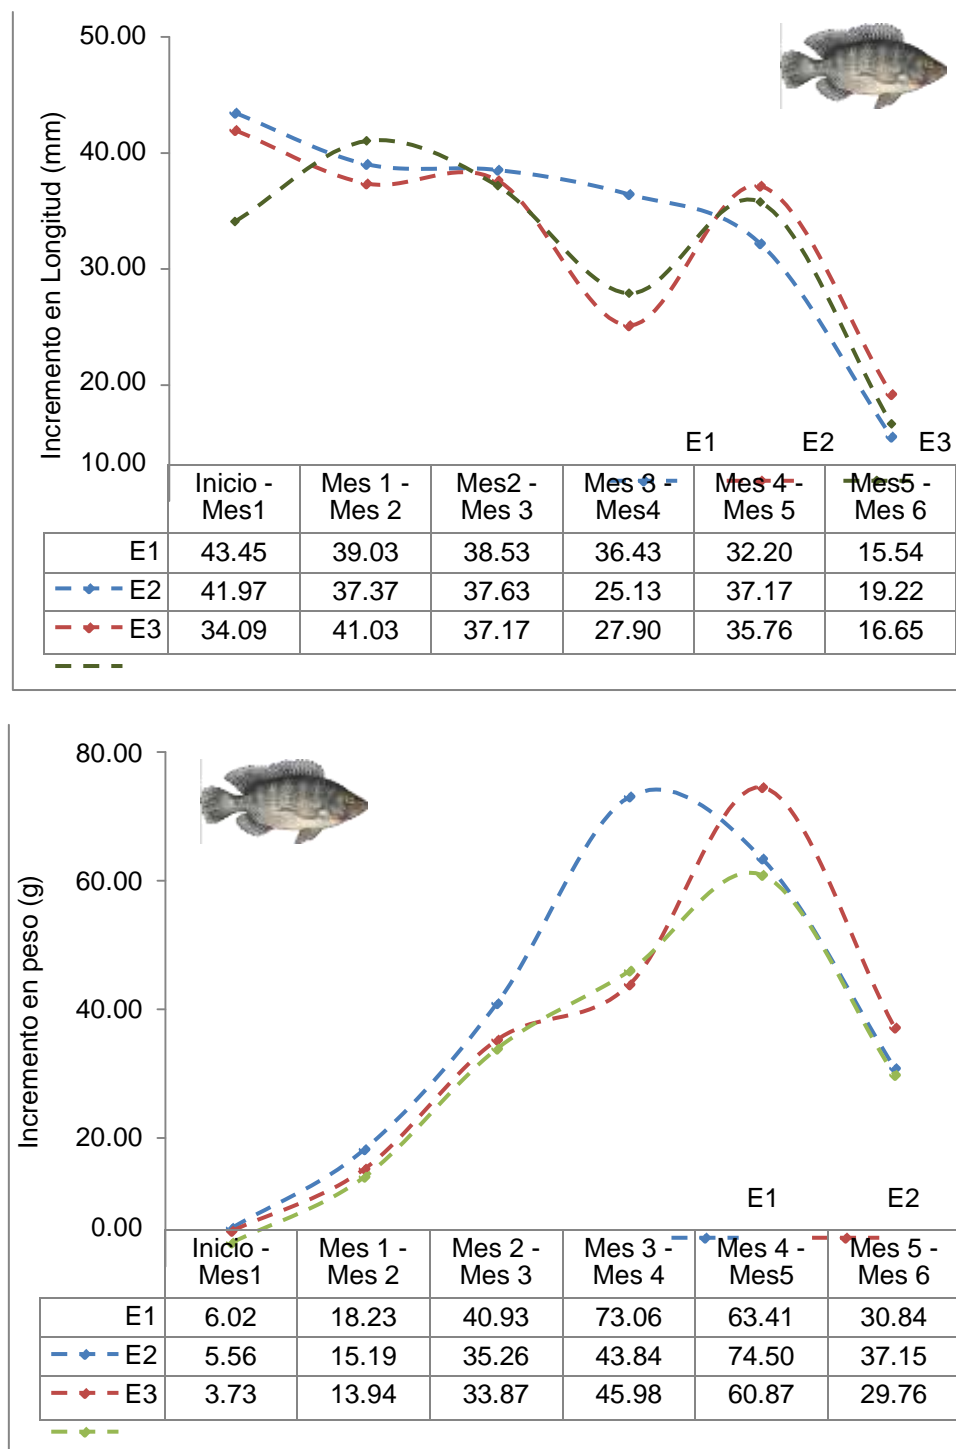 50.00
40.00
30.00
20.00
10.00
Incremento en Longitud (mm)
E1 E2 E3
Inicio - Mes 1 - Mes2 - Mes 3 - Mes 4 - Mes5 -
Mes1 Mes 2 Mes 3 Mes4 Mes 5 Mes 6
E1 43.45 39.03 38.53 36.43 32.20 15.54
E2 41.97 37.37 37.63 25.13 37.17 19.22
E3 34.09 41.03 37.17 27.90 35.76 16.65
80.00
60.00
40.00
20.00
0.00
Incremento en peso (g)
E1 E2
Inicio - Mes 1 - Mes 2 - Mes 3 - Mes 4 - Mes 5 -
Mes1 Mes 2 Mes 3 Mes 4 Mes5 Mes 6
E1 6.02 18.23 40.93 73.06 63.41 30.84
E2 5.56 15.19 35.26 43.84 74.50 37.15
E3 3.73 13.94 33.87 45.98 60.87 29.76